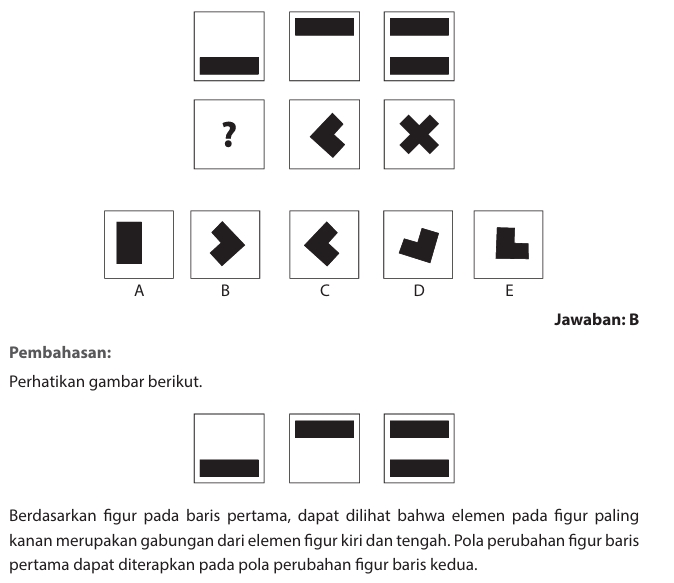 ?
A B C D E
Jawaban: B
Pembahasan:
Perhatikan gambar berikut.
Berdasarkan figur pada baris pertama, dapat dilihat bahwa elemen pada figur paling
kanan merupakan gabungan dari elemen figur kiri dan tengah. Pola perubahan figur baris
pertama dapat diterapkan pada pola perubahan figur baris kedua.